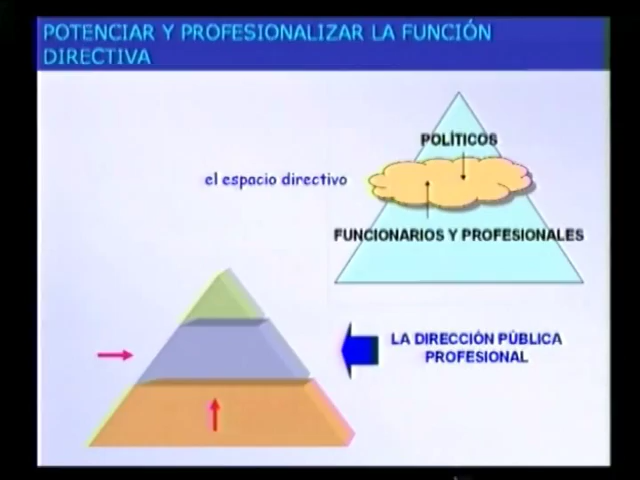 POTENCIAR Y PROFESIONALIZAR LA FUNCIÓN
DIRECTIVA
POLÍTICOS
el espacio directivo
FUNCIONARIOS Y PROFESIONALES
LA DIRECCIÓN PÚBLICA
PROFESIONAL